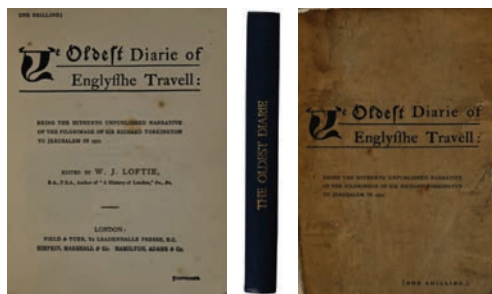 ONE SHILLING]
Ye Oldest Diarie of
Englysshe Travell:
BEING THE HITHERTO UNPUBLISHED NARRATIVE
OF THE PILGRIMAGE OF SIR RICHARD TORKINGTON
TO JERUSALEM IN 1517.
EDITED BY W. J. LOFTIE,
B.A., F.S.A., Author of "A History of London," &c., &c.
LONDON:
FIELD & TUER, Ye LEADENHALLE PRESSE, E.C.
SIMPKIN, MARSHALL & Co. HAMILTON, ADAMS & Co.
THE OLDEST DIARIE
Ye Oldest Diarie of
Englysshe Travell:
BEING THE HITHERTO UNPUBLISHED NARRATIVE
OF THE PILGRIMAGE OF SIR RICHARD TORKINGTON
TO JERUSALEM IN 1517.
[ONE SHILLING.]